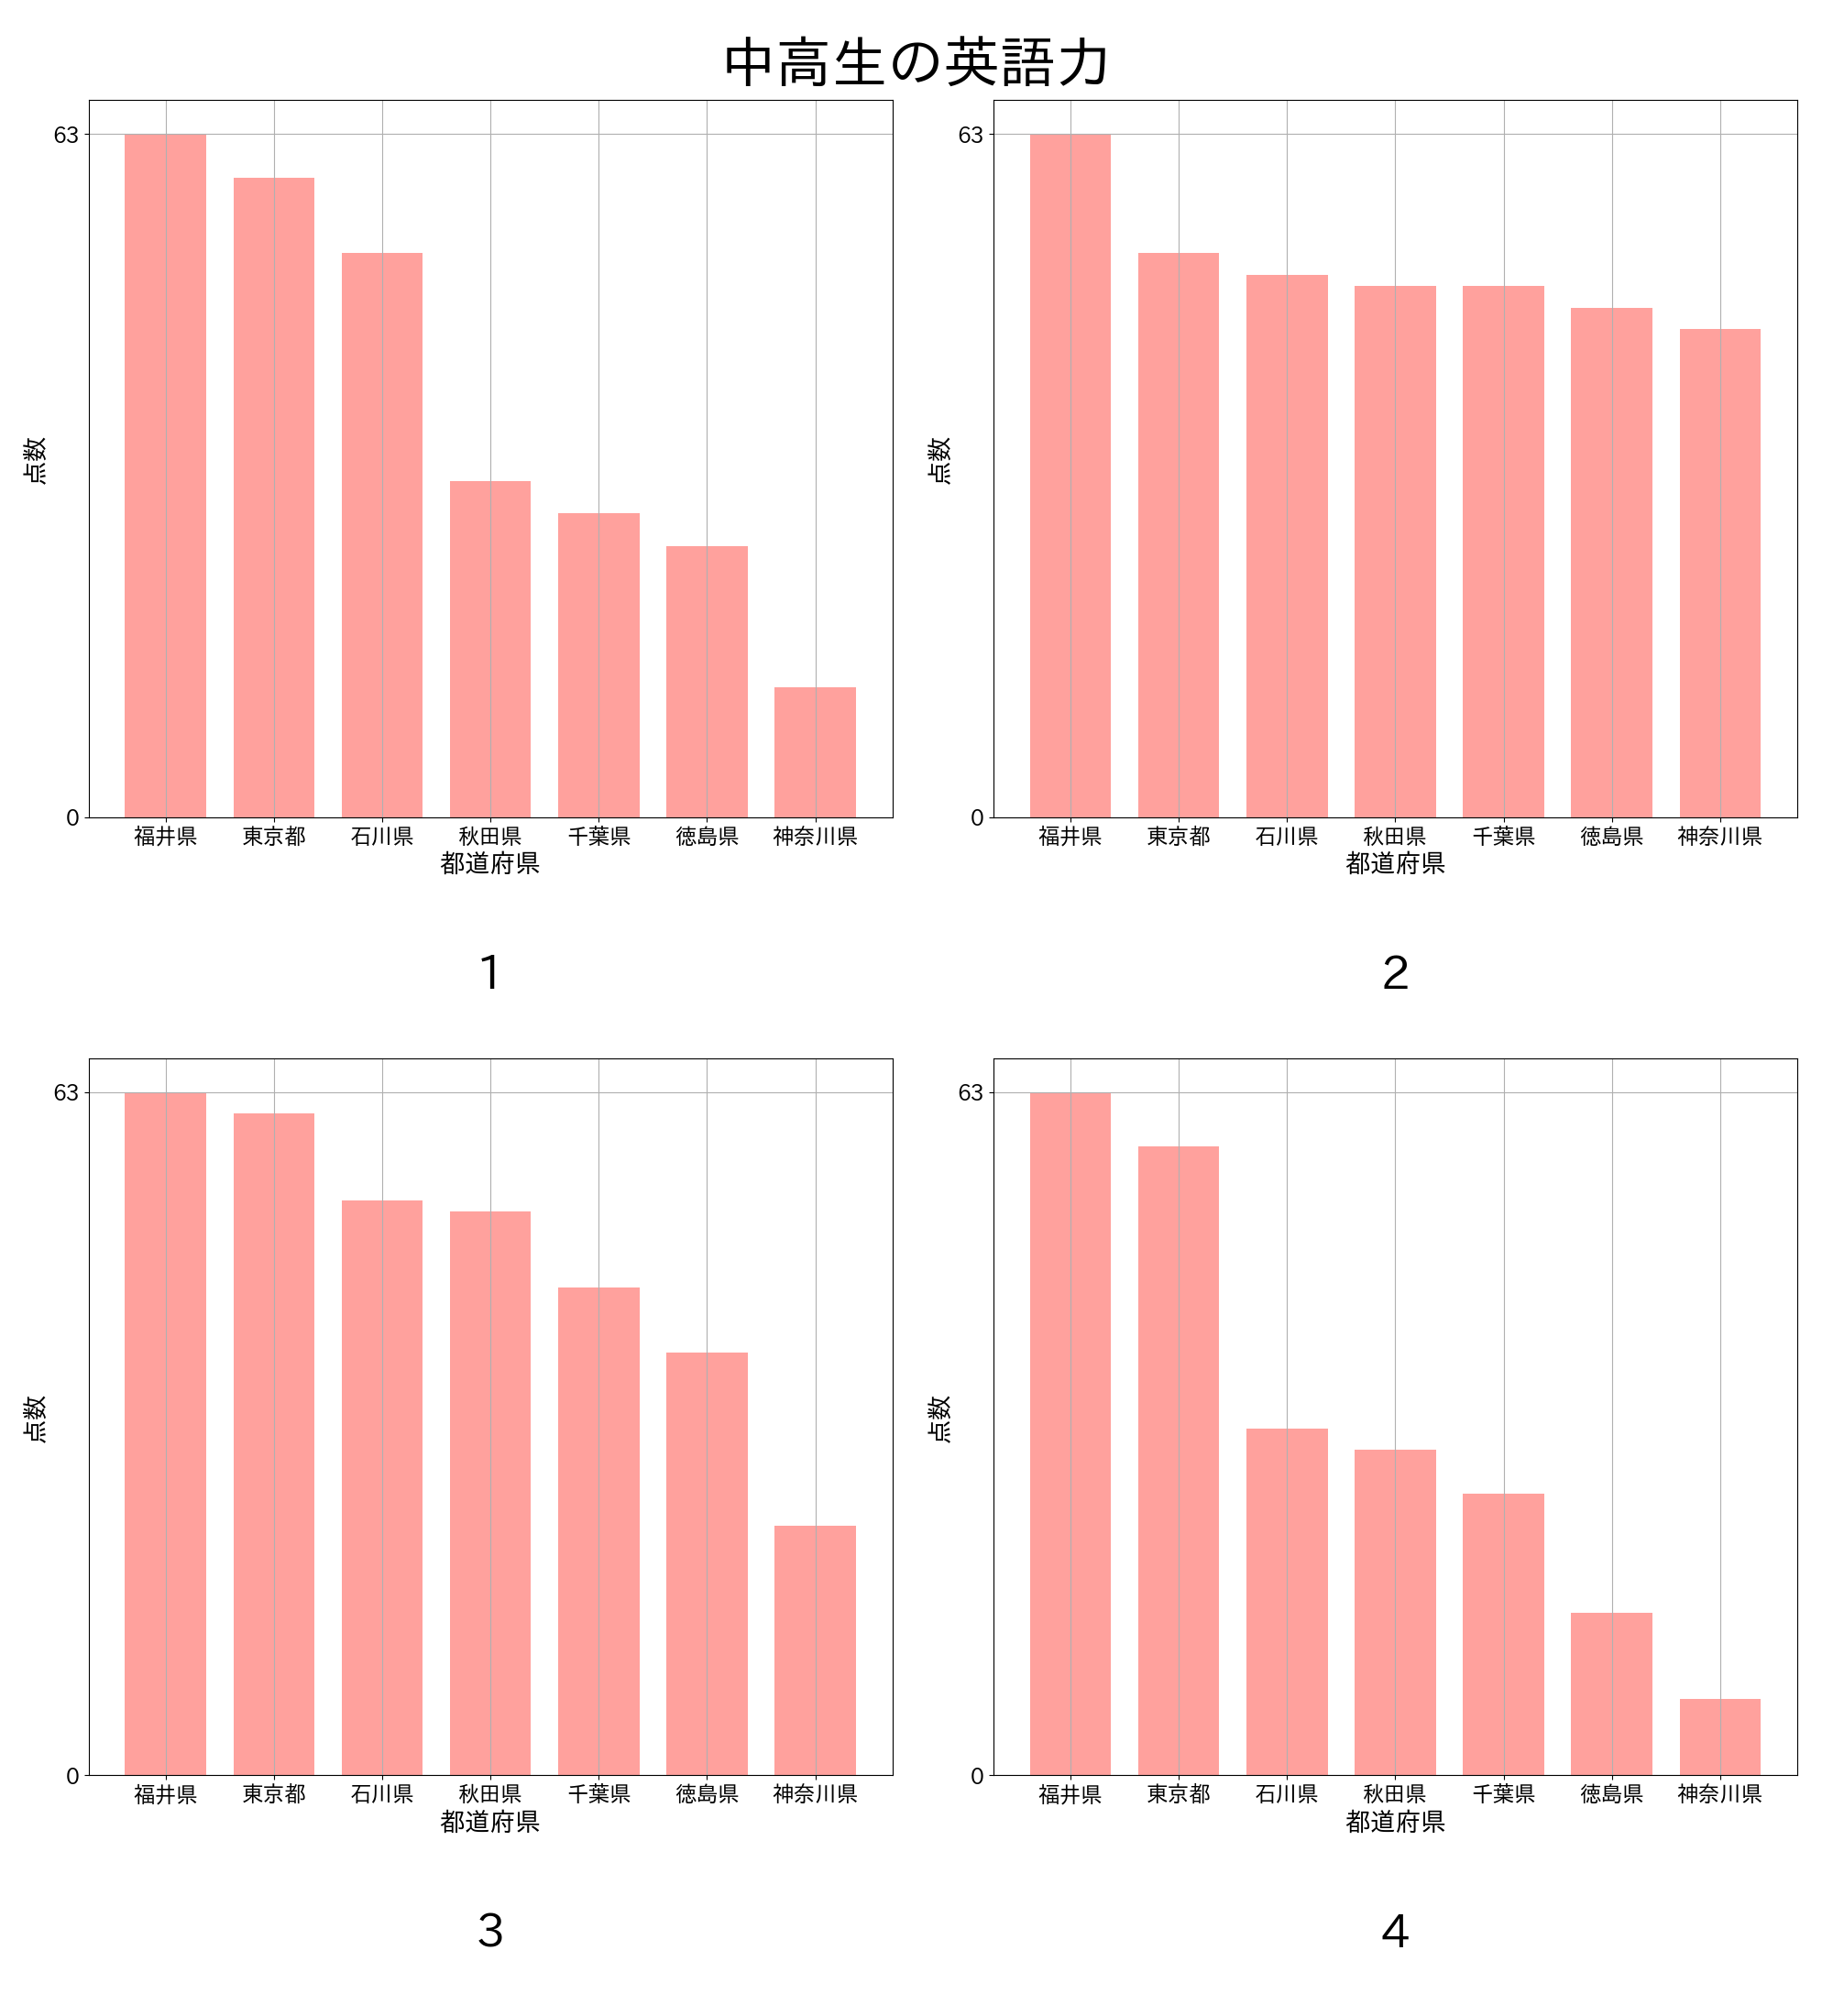 中高生の英語力
63
0
点数
福井県 東京都 石川県 秋田県 千葉県 徳島県 神奈川県
都道府県
1
63
0
点数
福井県 東京都 石川県 秋田県 千葉県 徳島県 神奈川県
都道府県
2
63
0
点数
福井県 東京都 石川県 秋田県 千葉県 徳島県 神奈川県
都道府県
3
63
0
点数
福井県 東京都 石川県 秋田県 千葉県 徳島県 神奈川県
都道府県
4